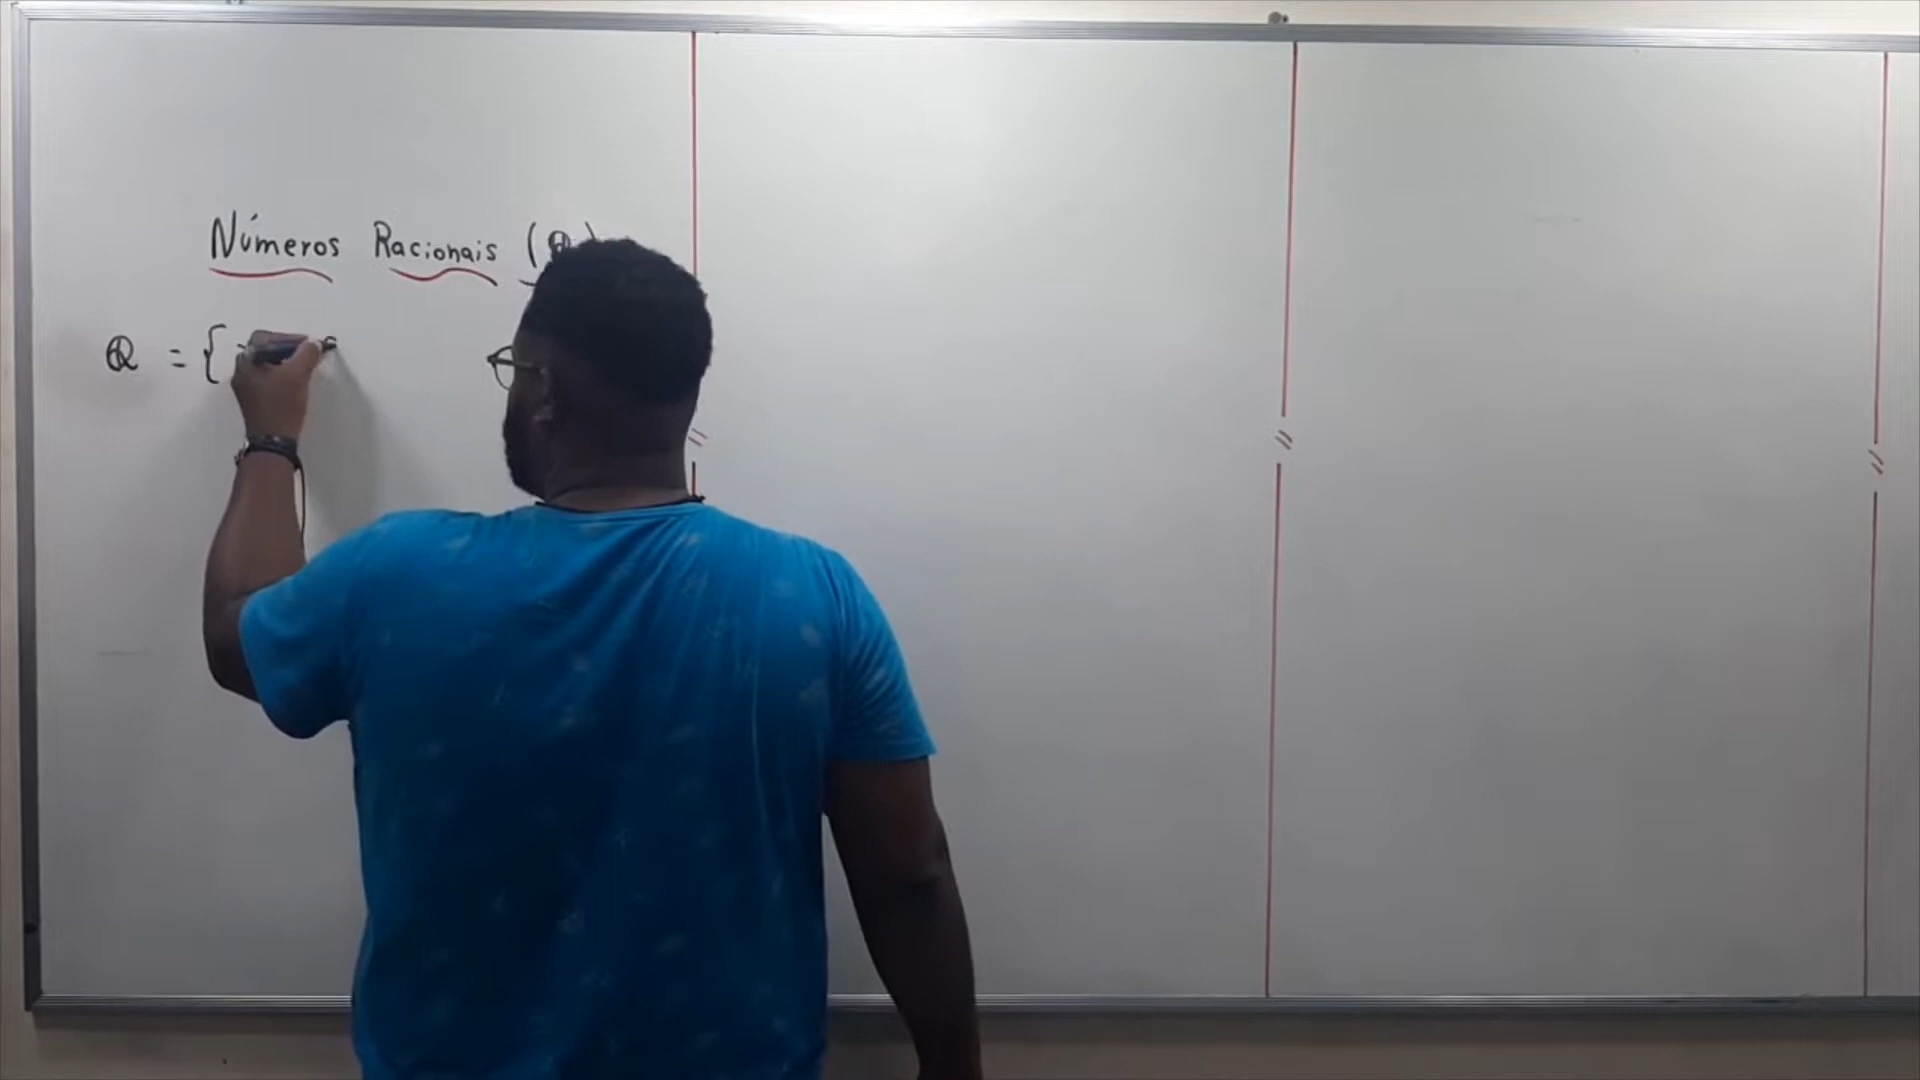 Números Racionais (ℚ)
ℚ = {